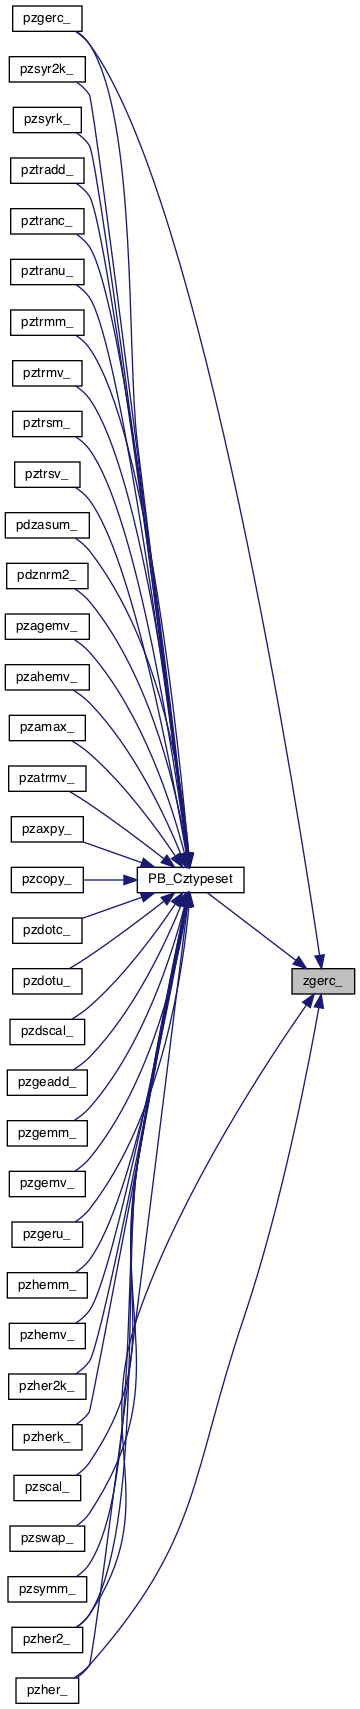 pzgerc_
pzsyr2k_
pzsyrk_
pztradd_
pztranc_
pztranu_
pztrmm_
pztrmv_
pztrsm_
pztrsv_
pdzasum_
pdznrm2_
pzagemv_
pzahemv_
pzamax_
pzatrmv_
pzaxpy_
pzcopy_
PB_Cztypeset
pzdotc_
pzdotu_
zgerc_
pzdscal_
pzgeadd_
pzgemm_
pzgemv_
pzgeru_
pzhemm_
pzhemv_
pzher2k_
pzherk_
pzscal_
pzswap_
pzsymm_
pzher2_
pzher_